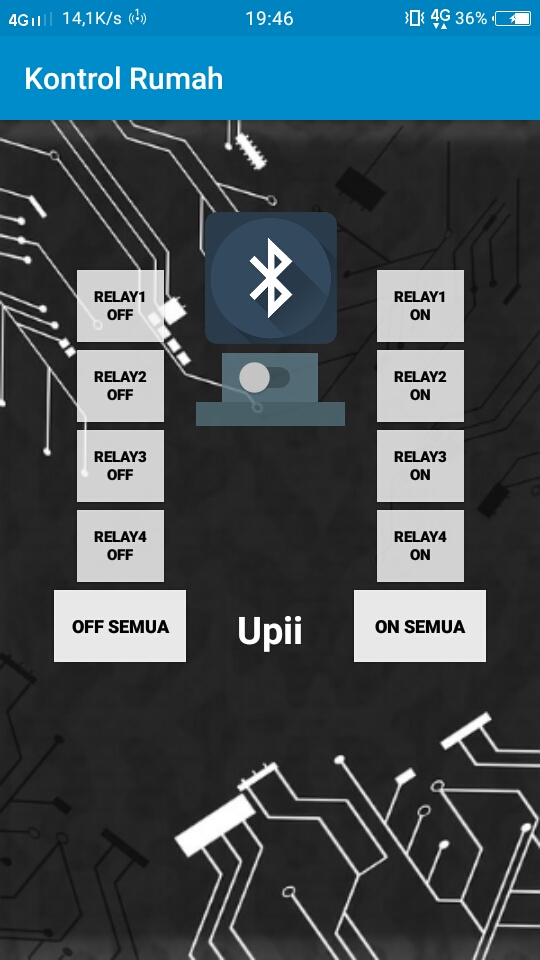 4G 14,1K/s 19:46 4G 36%
Kontrol Rumah
RELAY1
OFF
RELAY1
ON
RELAY2
OFF
RELAY2
ON
RELAY3
OFF
RELAY3
ON
RELAY4
OFF
RELAY4
ON
OFF SEMUA
Upii
ON SEMUA